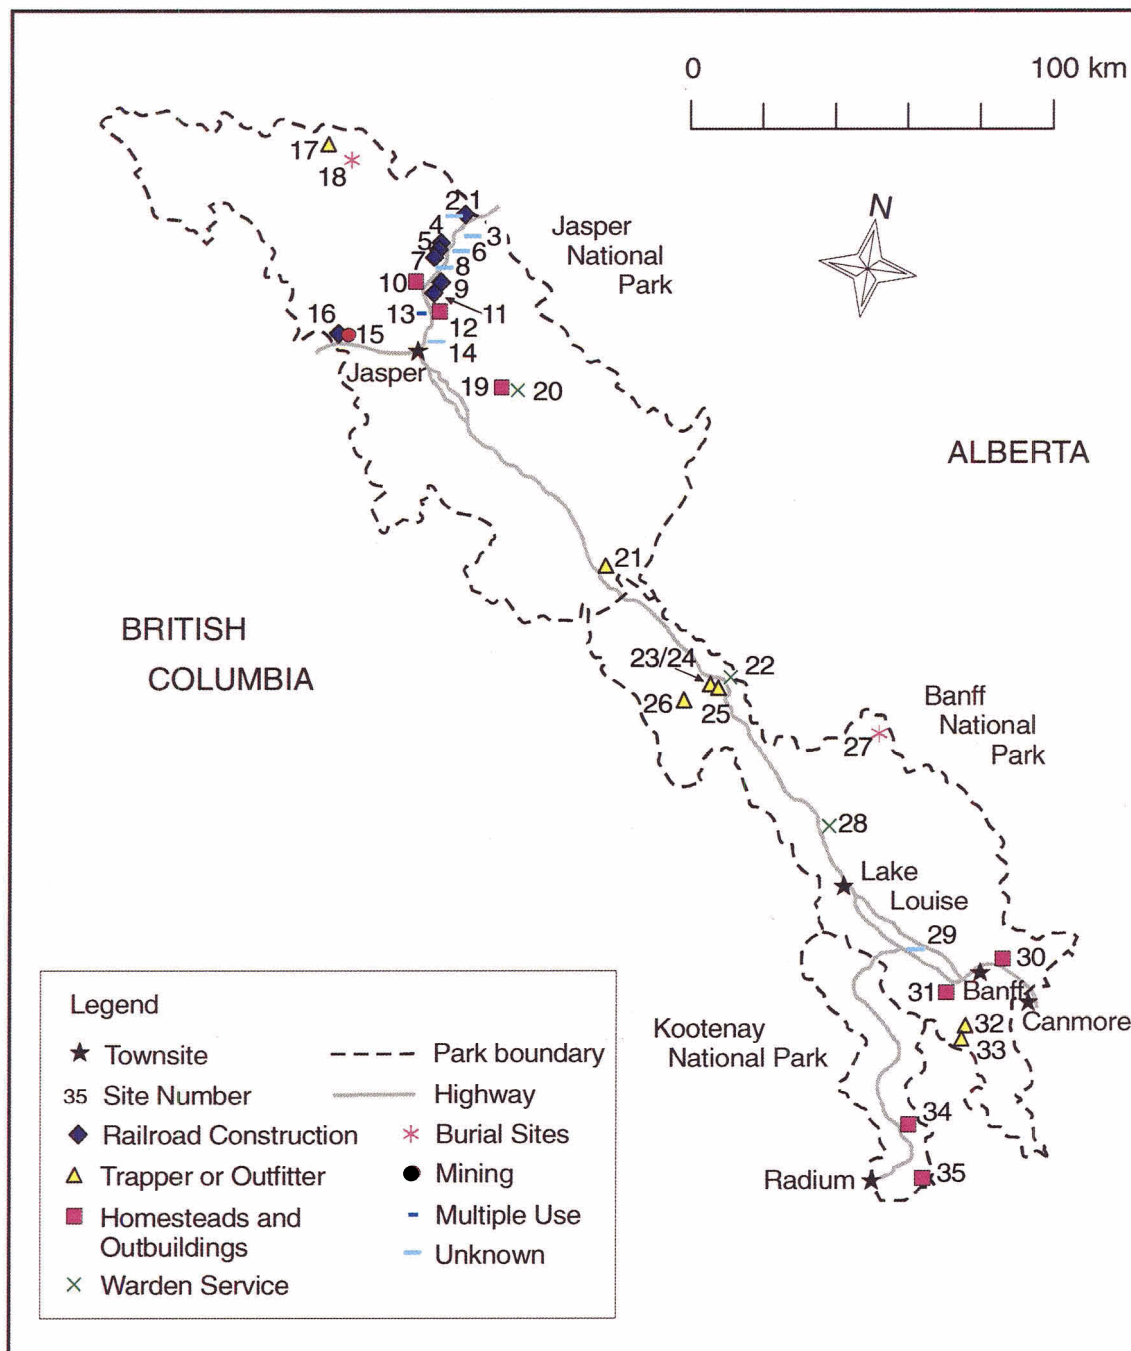 0 100 km
N
17
18
2 1
4
3
5
6
7
8
10
9
11
13
12
16
15
14
Jasper
19
20
Jasper
National
Park
ALBERTA
21
BRITISH
COLUMBIA
23/24
22
26
25
Banff
National
Park
27
28
Lake
Louise
29
30
31
Banff
Canmore
32
33
Kootenay
National Park
34
Radium
35
Legend
Townsite
35 Site Number
Railroad Construction
Trapper or Outfitter
Homesteads and
Outbuildings
Warden Service
Park boundary
Highway
Burial Sites
Mining
Multiple Use
Unknown